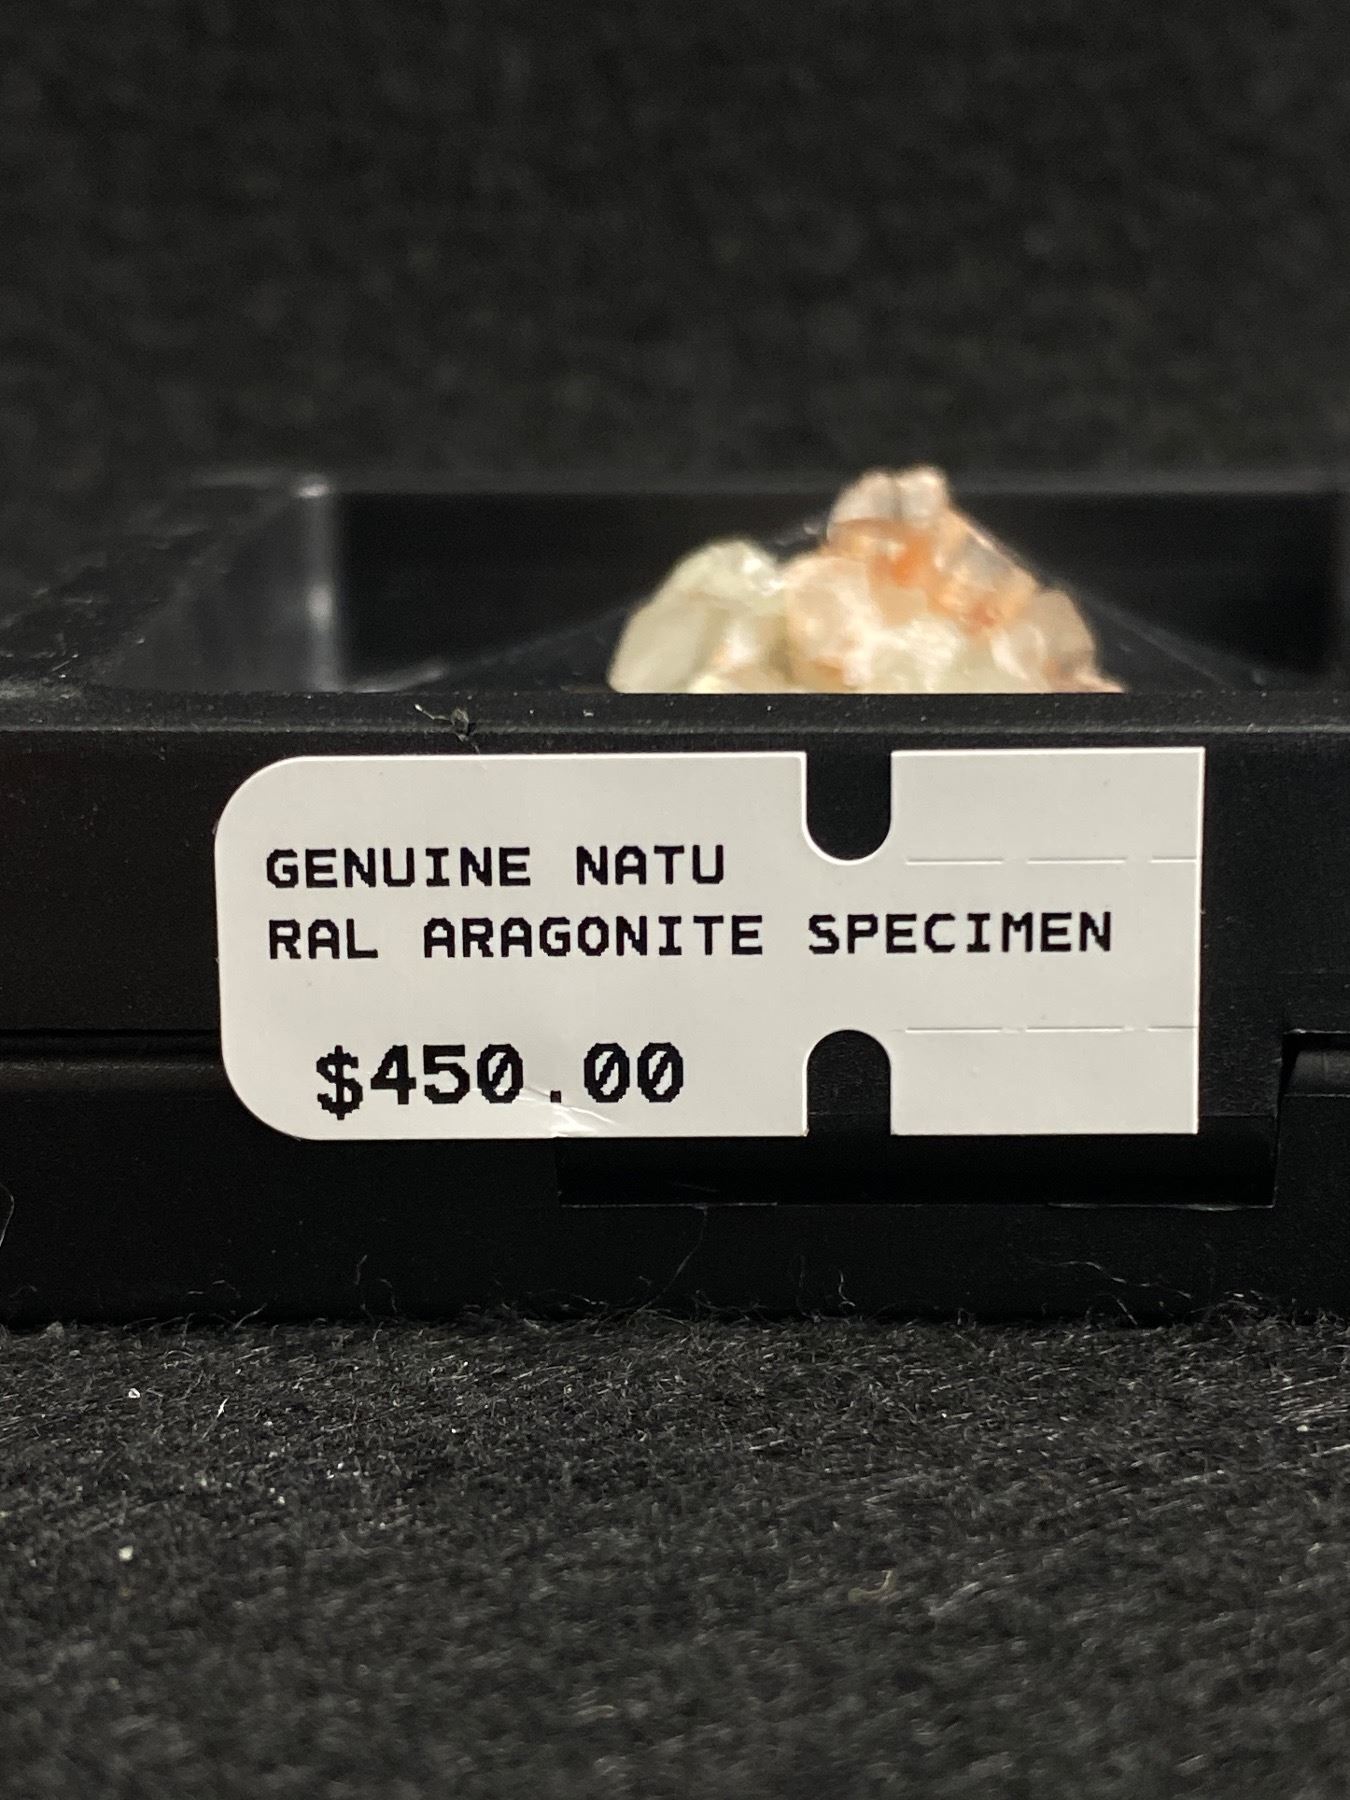 GENUINE NATU
RAL ARAGONITE SPECIMEN
$450.00